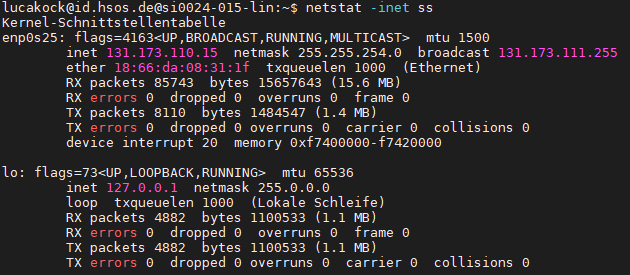 lucakock@id.hsos.de@si0024-015-lin:~$ netstat -inet ss
Kernel-Schnittstellentabelle
enp0s25: flags=4163<UP,BROADCAST,RUNNING,MULTICAST>  mtu 1500
        inet 131.173.110.15  netmask 255.255.254.0  broadcast 131.173.111.255
        ether 18:66:da:08:31:1f  txqueuelen 1000  (Ethernet)
        RX packets 85743  bytes 15657643 (15.6 MB)
        RX errors 0  dropped 0  overruns 0  frame 0
        TX packets 8110  bytes 1484547 (1.4 MB)
        TX errors 0  dropped 0 overruns 0  carrier 0  collisions 0
        device interrupt 20  memory 0xf7400000-f7420000

lo: flags=73<UP,LOOPBACK,RUNNING>  mtu 65536
        inet 127.0.0.1  netmask 255.0.0.0
        loop  txqueuelen 1000  (Lokale Schleife)
        RX packets 4882  bytes 1100533 (1.1 MB)
        RX errors 0  dropped 0  overruns 0  frame 0
        TX packets 4882  bytes 1100533 (1.1 MB)
        TX errors 0  dropped 0 overruns 0  carrier 0  collisions 0